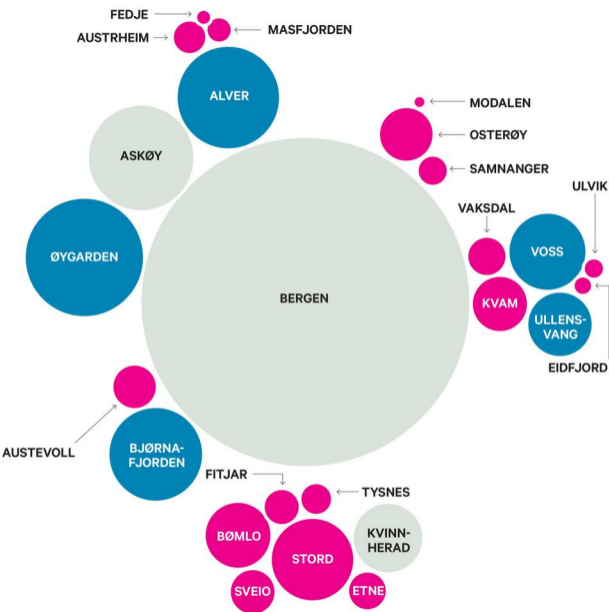 FEDJE
AUSTRHEIM
MASFJORDEN
ALVER
MODALEN
OSTERØY
ASKØY
SAMNANGER
ULVIK
VAKSDAL
VOSS
ØYGARDEN
BERGEN
KVAM
ULLENS-
VANG
EIDFJORD
AUSTEVOLL
BJØRNA-
FJORDEN
FITJAR
TYSNES
BØMLO
KVINN-
HERAD
STORD
SVEIO
ETNE